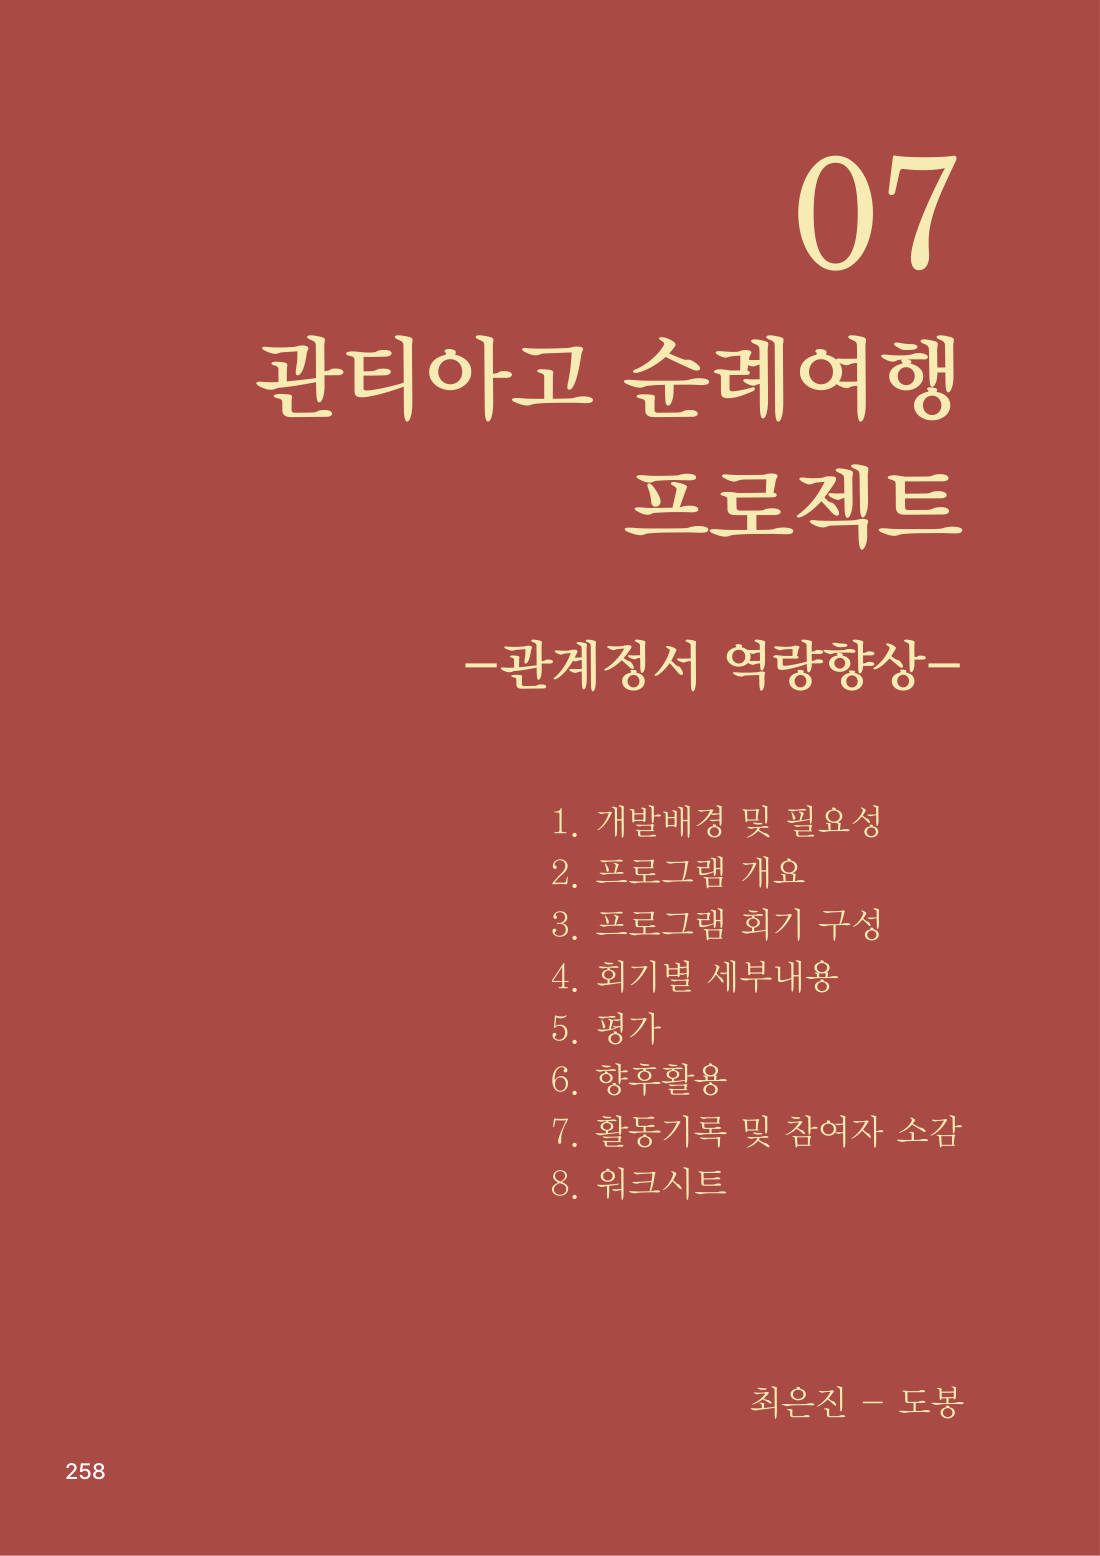 07
관티아고 순례여행
프로젝트
-관계정서 역량향상-
1. 개발배경 및 필요성
2. 프로그램 개요
3. 프로그램 회기 구성
4. 회기별 세부내용
5. 평가
6. 향후활용
7. 활동기록 및 참여자 소감
8. 워크시트
최은진 - 도봉
258